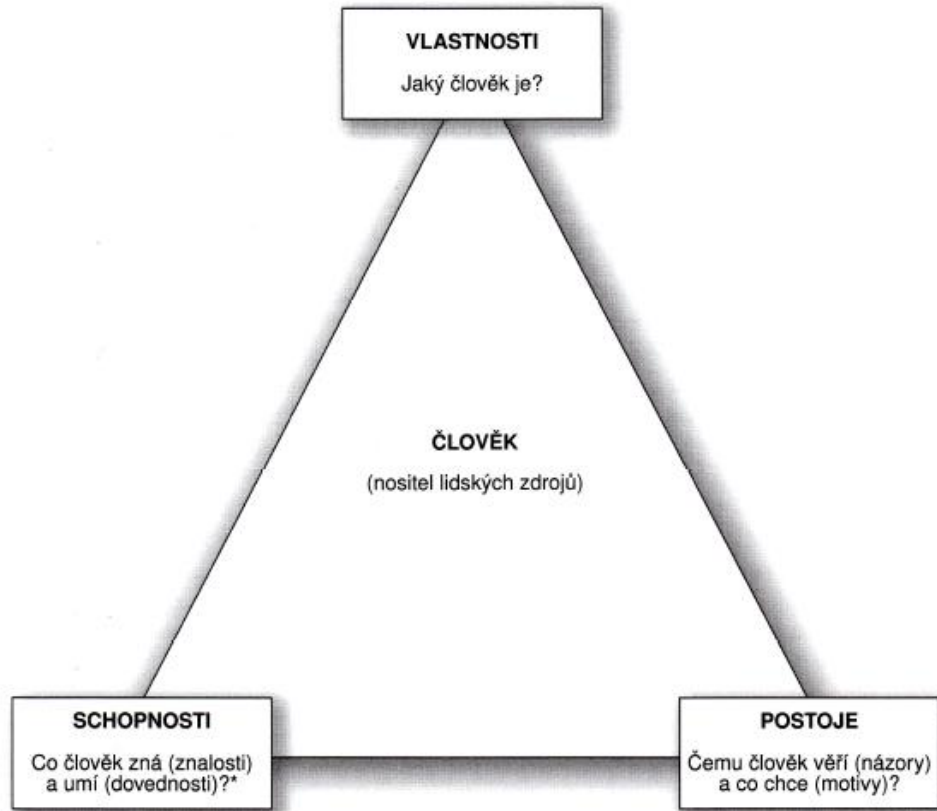 VLASTNOSTI
Jaký člověk je?
ČLOVĚK
(nositel lidských zdrojů)
SCHOPNOSTI
Co člověk zná (znalosti)
a umí (dovednosti)?*
POSTOJE
Čemu člověk věří (názory)
a co chce (motivy)?